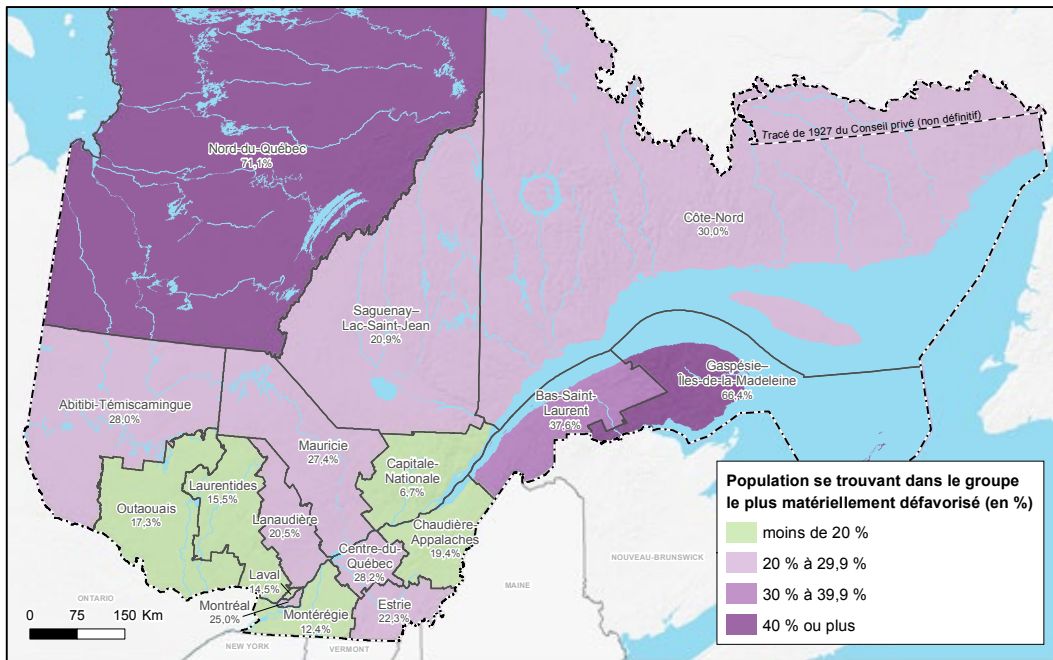 Nord-du-Québec
71,1%
Tracé de 1927 du Conseil privé (non définitif)
Côte-Nord
30,0%
Saguenay–
Lac-Saint-Jean
20,9%
Gaspésie–
Îles-de-la-Madeleine
66,4%
Bas-Saint-
Laurent
37,6%
Abitibi-Témiscamingue
28,0%
Mauricie
27,4%
Capitale-
Nationale
6,7%
Laurentides
15,5%
Outaouais
17,3%
Lanaudière
20,5%
Chaudière-
Appalaches
19,4%
Centre-du-
Québec
28,2%
Laval
14,5%
Montréal
25,0%
Montérégie
12,4%
Estrie
22,3%
ONTARIO
NEW YORK
VERMONT
MAINE
NOUVEAU-BRUNSWICK
0 75 150 Km
Population se trouvant dans le groupe
le plus matériellement défavorisé (en %)
moins de 20 %
20 % à 29,9 %
30 % à 39,9 %
40 % ou plus